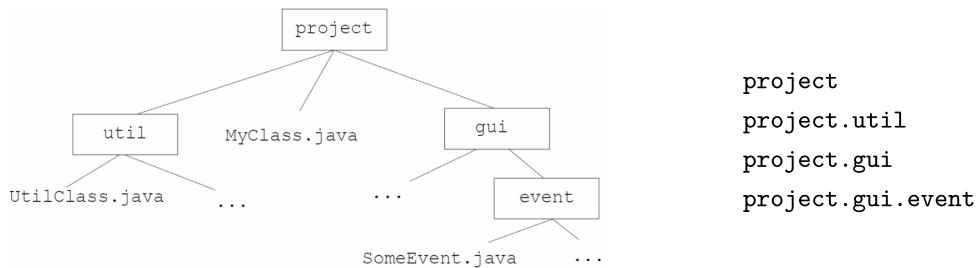 project
util
MyClass.java
gui
UtilClass.java
...
...
event
SomeEvent.java
...
project
project.util
project.gui
project.gui.event